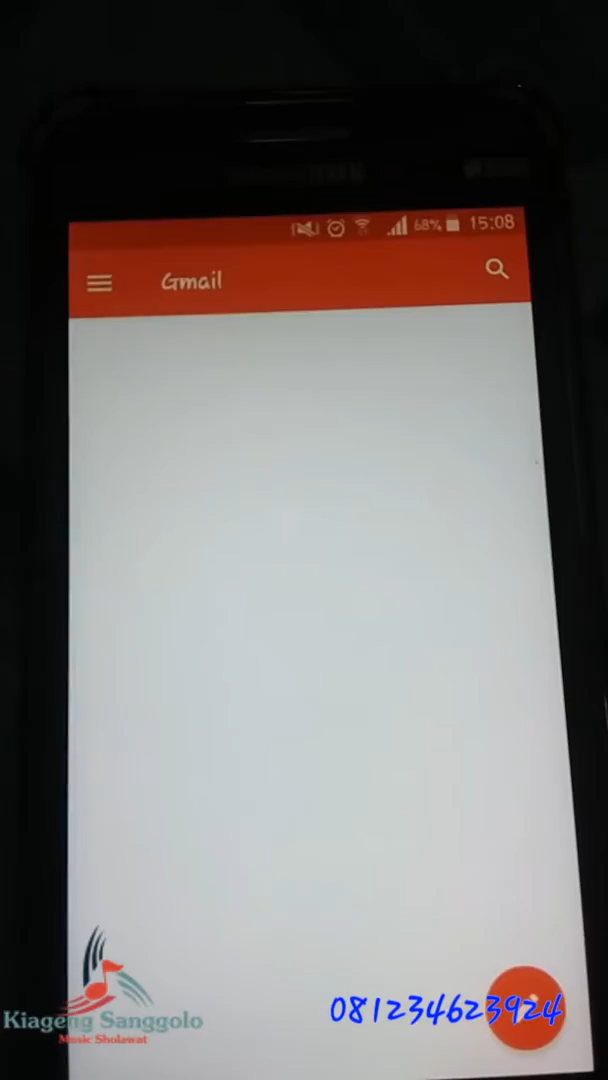 68% 15:08
Gmail
Kiageng Sanggolo
Music Sholawat
081234623924